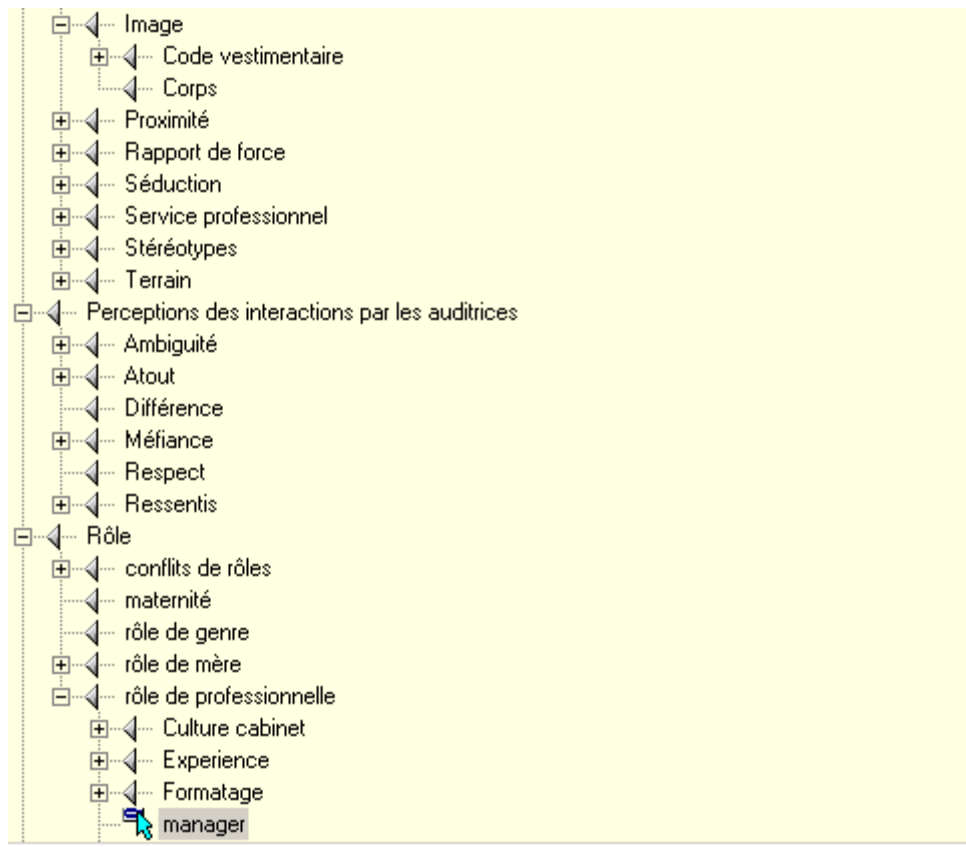 Image
Code vestimentaire
Corps
Proximité
Rapport de force
Séduction
Service professionnel
Stéréotypes
Terrain
Perceptions des interactions par les auditrices
Ambiguité
Atout
Différence
Méfiance
Respect
Ressentis
Rôle
conflits de rôles
maternité
rôle de genre
rôle de mère
rôle de professionnelle
Culture cabinet
Experience
Formatage
manager